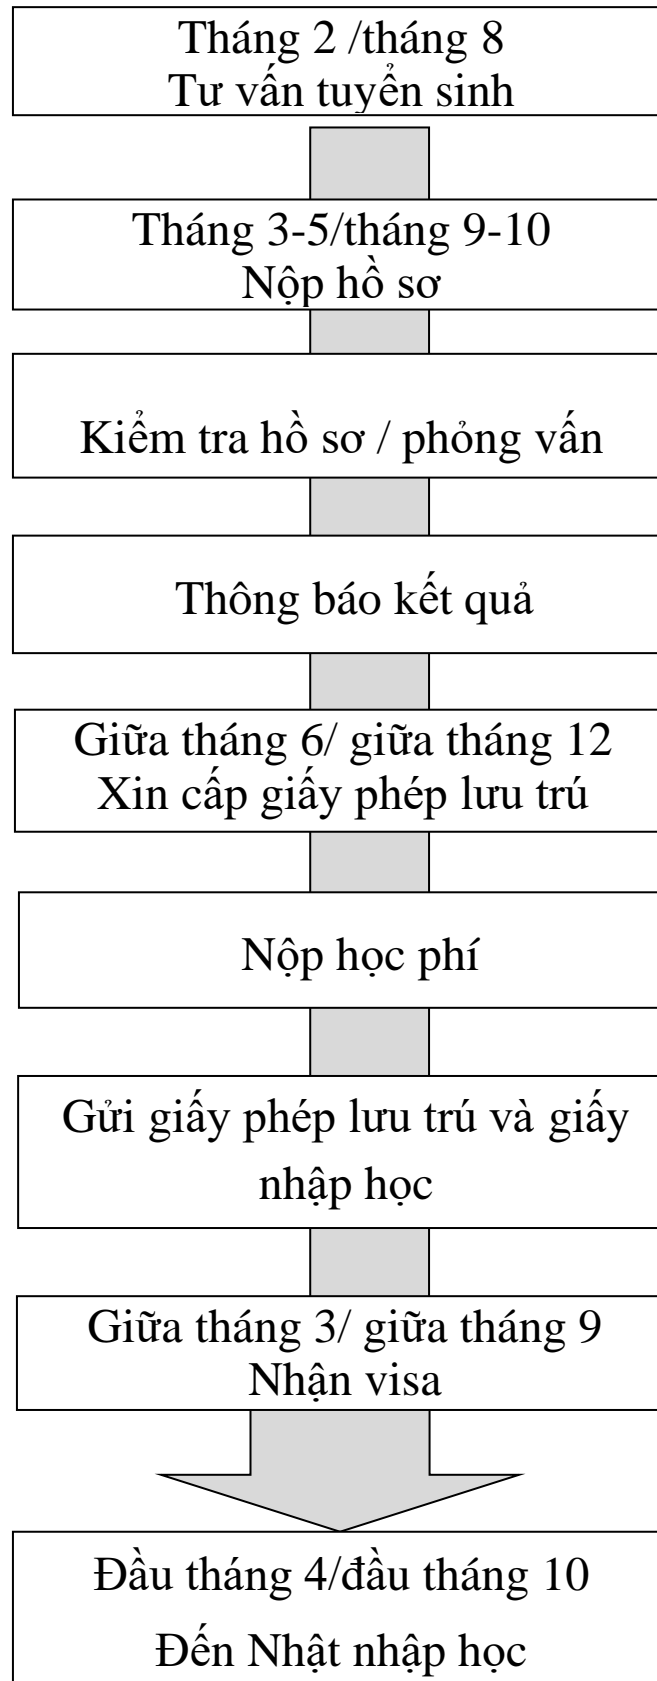 Tháng 2 /tháng 8
Tư vấn tuyển sinh
Tháng 3-5/tháng 9-10
Nộp hồ sơ
Kiểm tra hồ sơ / phỏng vấn
Thông báo kết quả
Giữa tháng 6/ giữa tháng 12
Xin cấp giấy phép lưu trú
Nộp học phí
Gửi giấy phép lưu trú và giấy
nhập học
Giữa tháng 3/ giữa tháng 9
Nhận visa
Đầu tháng 4/đầu tháng 10
Đến Nhật nhập học